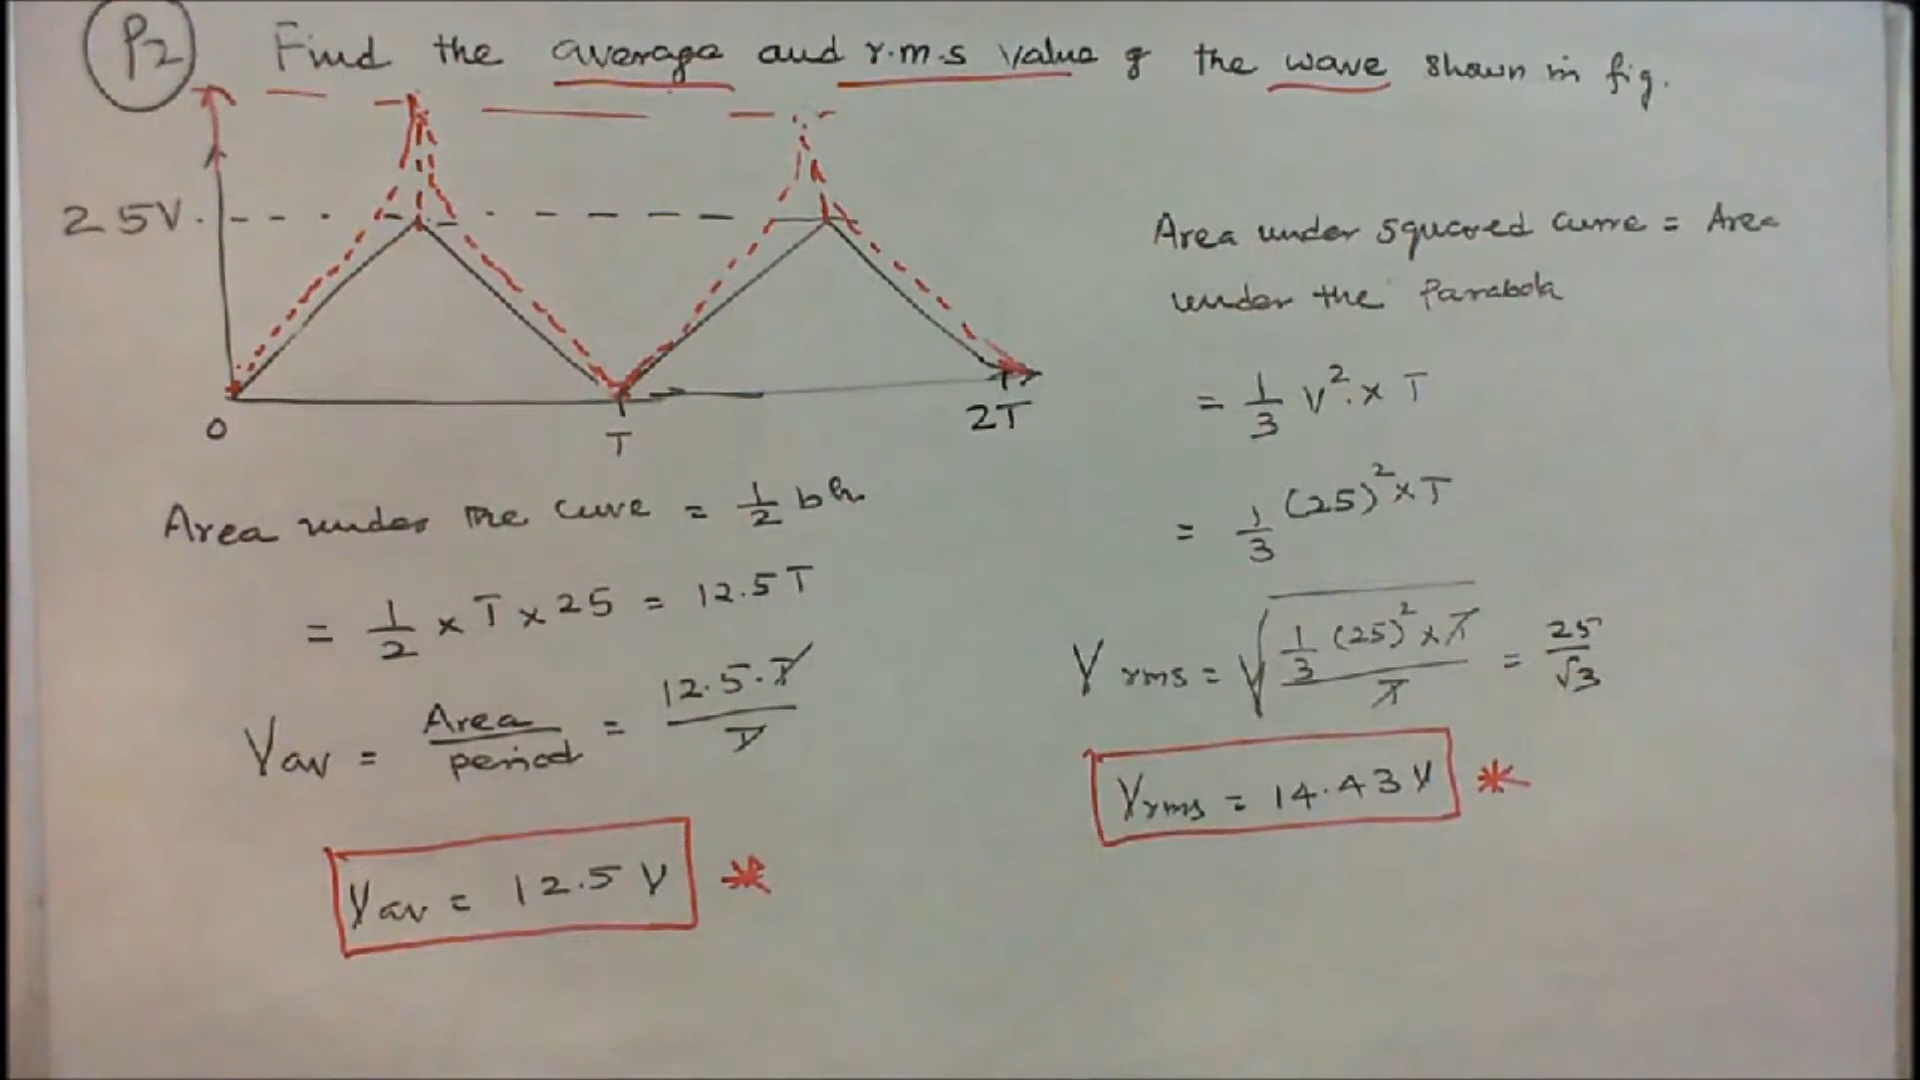 P2 Find the average and r.m.s value of the wave shown in fig.
25V
0
T
2T
Area under the curve = 1/2 bh
= 1/2 × T × 25 = 12.5T
Vav = Area/period = 12.5.T/T
Vav = 12.5 V *
Area under squared curve = Area
under the Parabola
= 1/3 V². × T
= 1/3 (25)² × T
Vrms = √(1/3 (25)² × T / T) = 25/√3
Vrms = 14.43V *